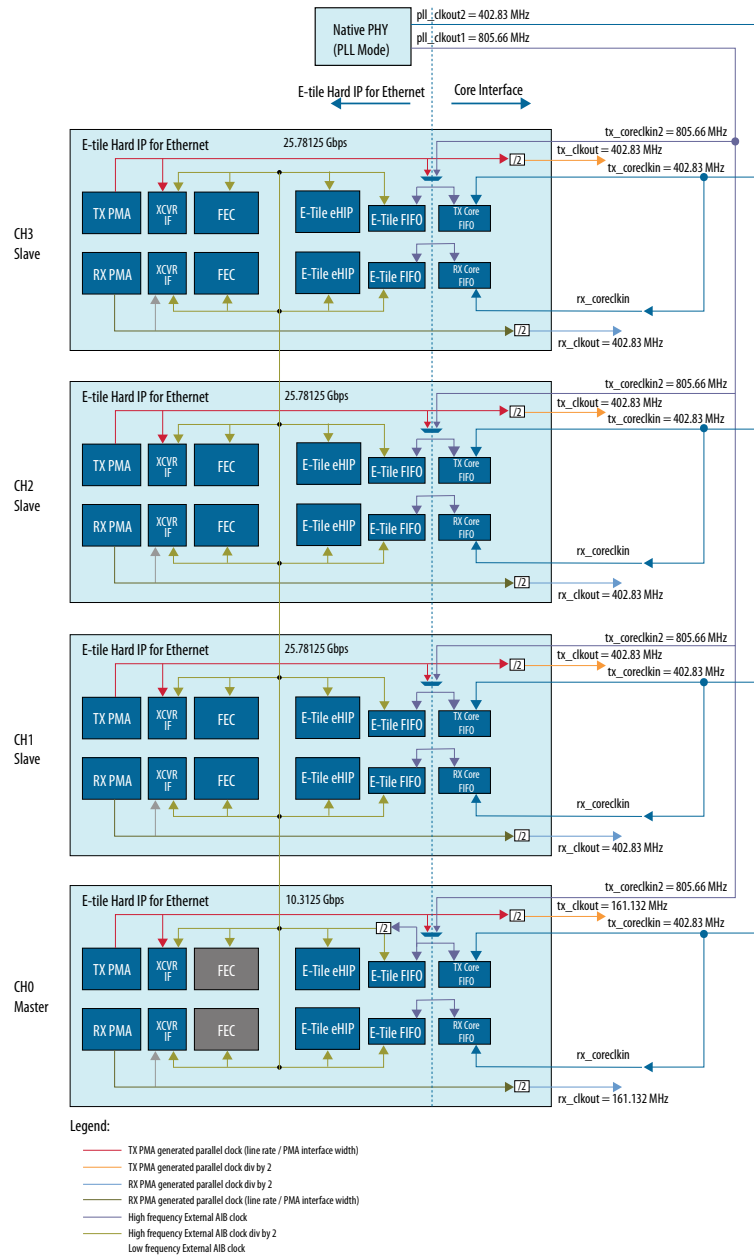 Native PHY
(PLL Mode)
pll_clkout2 = 402.83 MHz
pll_clkout1 = 805.66 MHz
E-tile Hard IP for Ethernet
Core Interface
CH3
Slave
E-tile Hard IP for Ethernet
25.78125 Gbps
tx_coreclkin2 = 805.66 MHz
tx_clkout = 402.83 MHz
tx_coreclkin = 402.83 MHz
/2
TX PMA
XCVR
IF
FEC
E-Tile eHIP
E-Tile FIFO
TX Core
FIFO
RX PMA
XCVR
IF
FEC
E-Tile eHIP
E-Tile FIFO
RX Core
FIFO
rx_coreclkin
/2
rx_clkout = 402.83 MHz
CH2
Slave
E-tile Hard IP for Ethernet
25.78125 Gbps
tx_coreclkin2 = 805.66 MHz
tx_clkout = 402.83 MHz
tx_coreclkin = 402.83 MHz
/2
TX PMA
XCVR
IF
FEC
E-Tile eHIP
E-Tile FIFO
TX Core
FIFO
RX PMA
XCVR
IF
FEC
E-Tile eHIP
E-Tile FIFO
RX Core
FIFO
rx_coreclkin
/2
rx_clkout = 402.83 MHz
CH1
Slave
E-tile Hard IP for Ethernet
25.78125 Gbps
tx_coreclkin2 = 805.66 MHz
tx_clkout = 402.83 MHz
tx_coreclkin = 402.83 MHz
/2
TX PMA
XCVR
IF
FEC
E-Tile eHIP
E-Tile FIFO
TX Core
FIFO
RX PMA
XCVR
IF
FEC
E-Tile eHIP
E-Tile FIFO
RX Core
FIFO
rx_coreclkin
/2
rx_clkout = 402.83 MHz
CH0
Master
E-tile Hard IP for Ethernet
10.3125 Gbps
tx_coreclkin2 = 805.66 MHz
tx_clkout = 161.132 MHz
tx_coreclkin = 402.83 MHz
/2
/2
TX PMA
XCVR
IF
FEC
E-Tile eHIP
E-Tile FIFO
TX Core
FIFO
RX PMA
XCVR
IF
FEC
E-Tile eHIP
E-Tile FIFO
RX Core
FIFO
rx_coreclkin
/2
rx_clkout = 161.132 MHz
Legend:
TX PMA generated parallel clock (line rate / PMA interface width)
TX PMA generated parallel clock div by 2
RX PMA generated parallel clock div by 2
RX PMA generated parallel clock (line rate / PMA interface width)
High frequency External AIB clock
High frequency External AIB clock div by 2
Low frequency External AIB clock